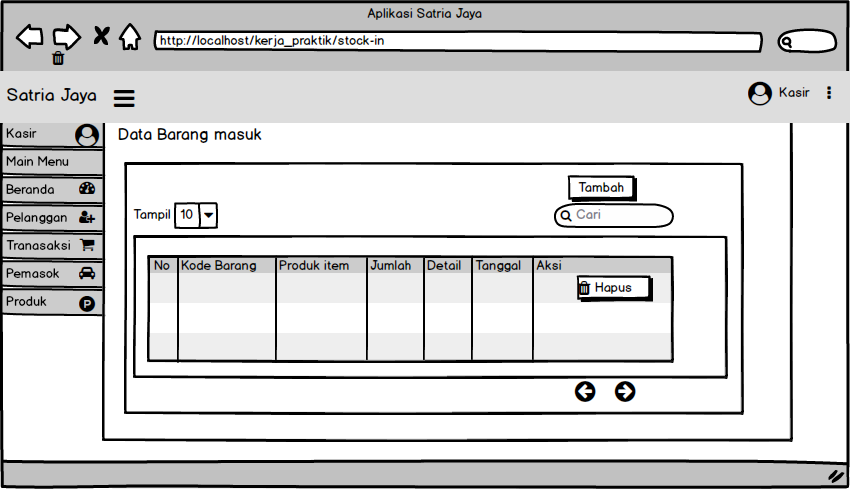 Aplikasi Satria Jaya
http://localhost/kerja_praktik/stock-in
Satria Jaya
Kasir
Kasir
Main Menu
Beranda
Pelanggan
Tranasaksi
Pemasok
Produk
P
Data Barang masuk
Tambah
Tampil 10
Cari
No Kode Barang Produk item Jumlah Detail Tanggal Aksi
Hapus